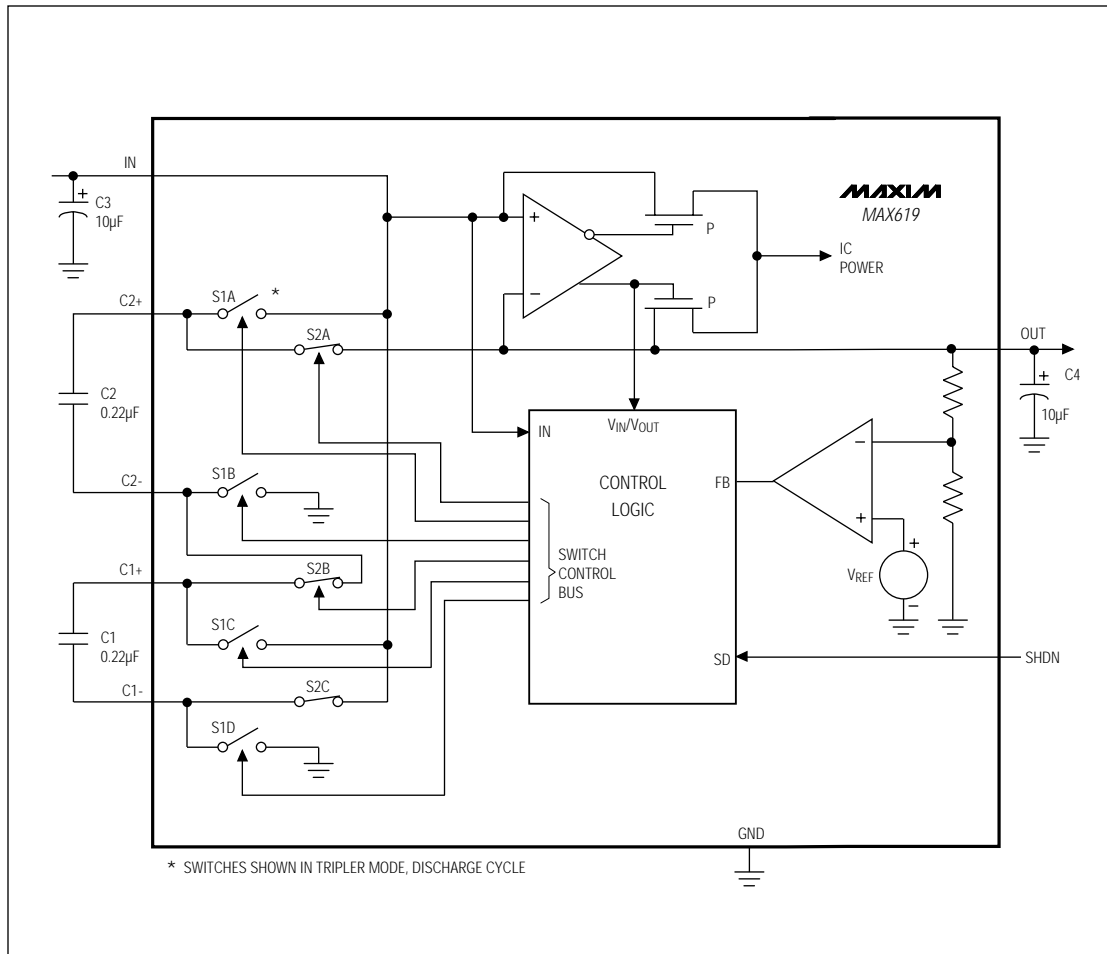 IN
C3
10µF
MAXIM
MAX619
P
IC
POWER
S1A
*
C2+
S2A
P
OUT
C4
10µF
C2
0.22µF
VIN/VOUT
IN
CONTROL
LOGIC
FB
C2-
S1B
SWITCH
CONTROL
BUS
VREF
C1+
S2B
C1
0.22µF
S1C
SD
SHDN
C1-
S2C
S1D
GND
* SWITCHES SHOWN IN TRIPLER MODE, DISCHARGE CYCLE